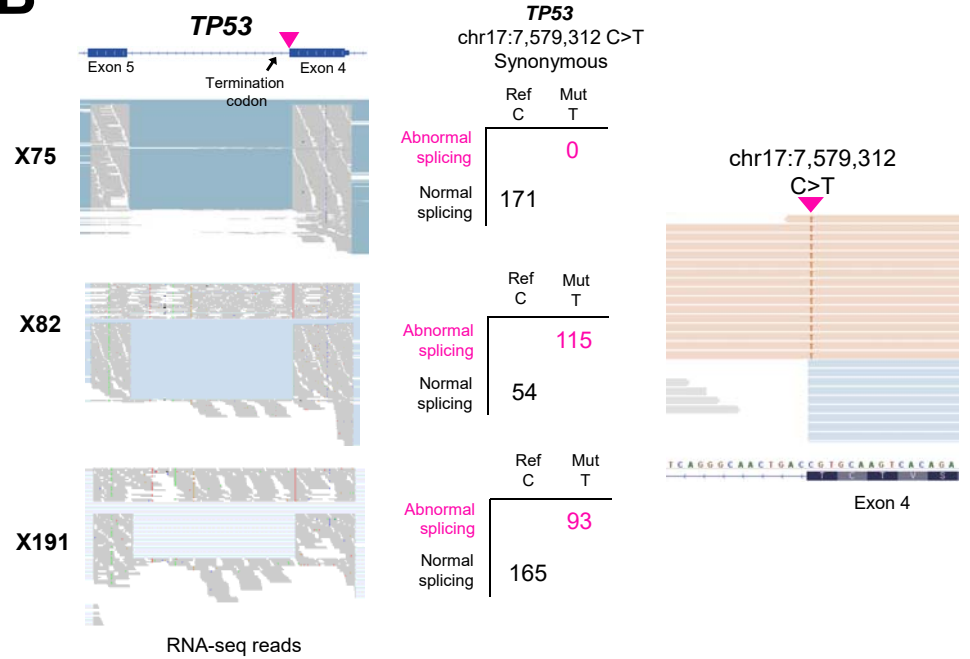 B
TP53
Exon 5
Exon 4
Termination
codon
TP53
chr17:7,579,312 C>T
Synonymous
X75
Ref
C
Mut
T
Abnormal
splicing
0
Normal
splicing
171
X82
Ref
C
Mut
T
Abnormal
splicing
115
Normal
splicing
54
X191
Ref
C
Mut
T
Abnormal
splicing
93
Normal
splicing
165
RNA-seq reads
chr17:7,579,312
C>T
T C A G G G C A A C T G A C C G T G C A A G T C A C A G A
T C T V S
Exon 4